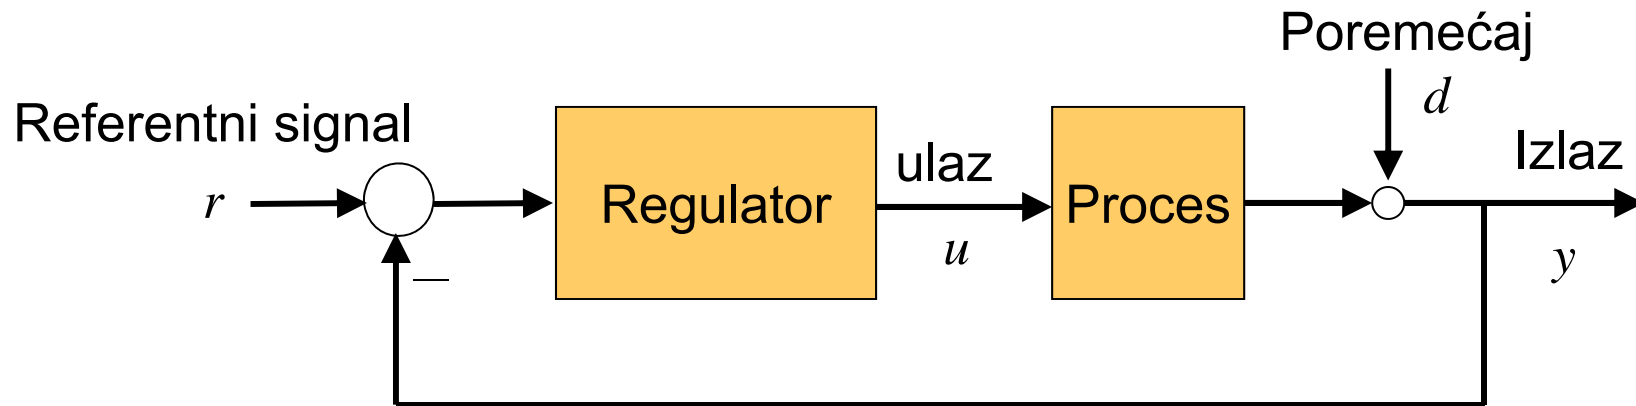 Poremećaj
d
Referentni signal
r
Regulator
ulaz
u
Proces
Izlaz
y
—